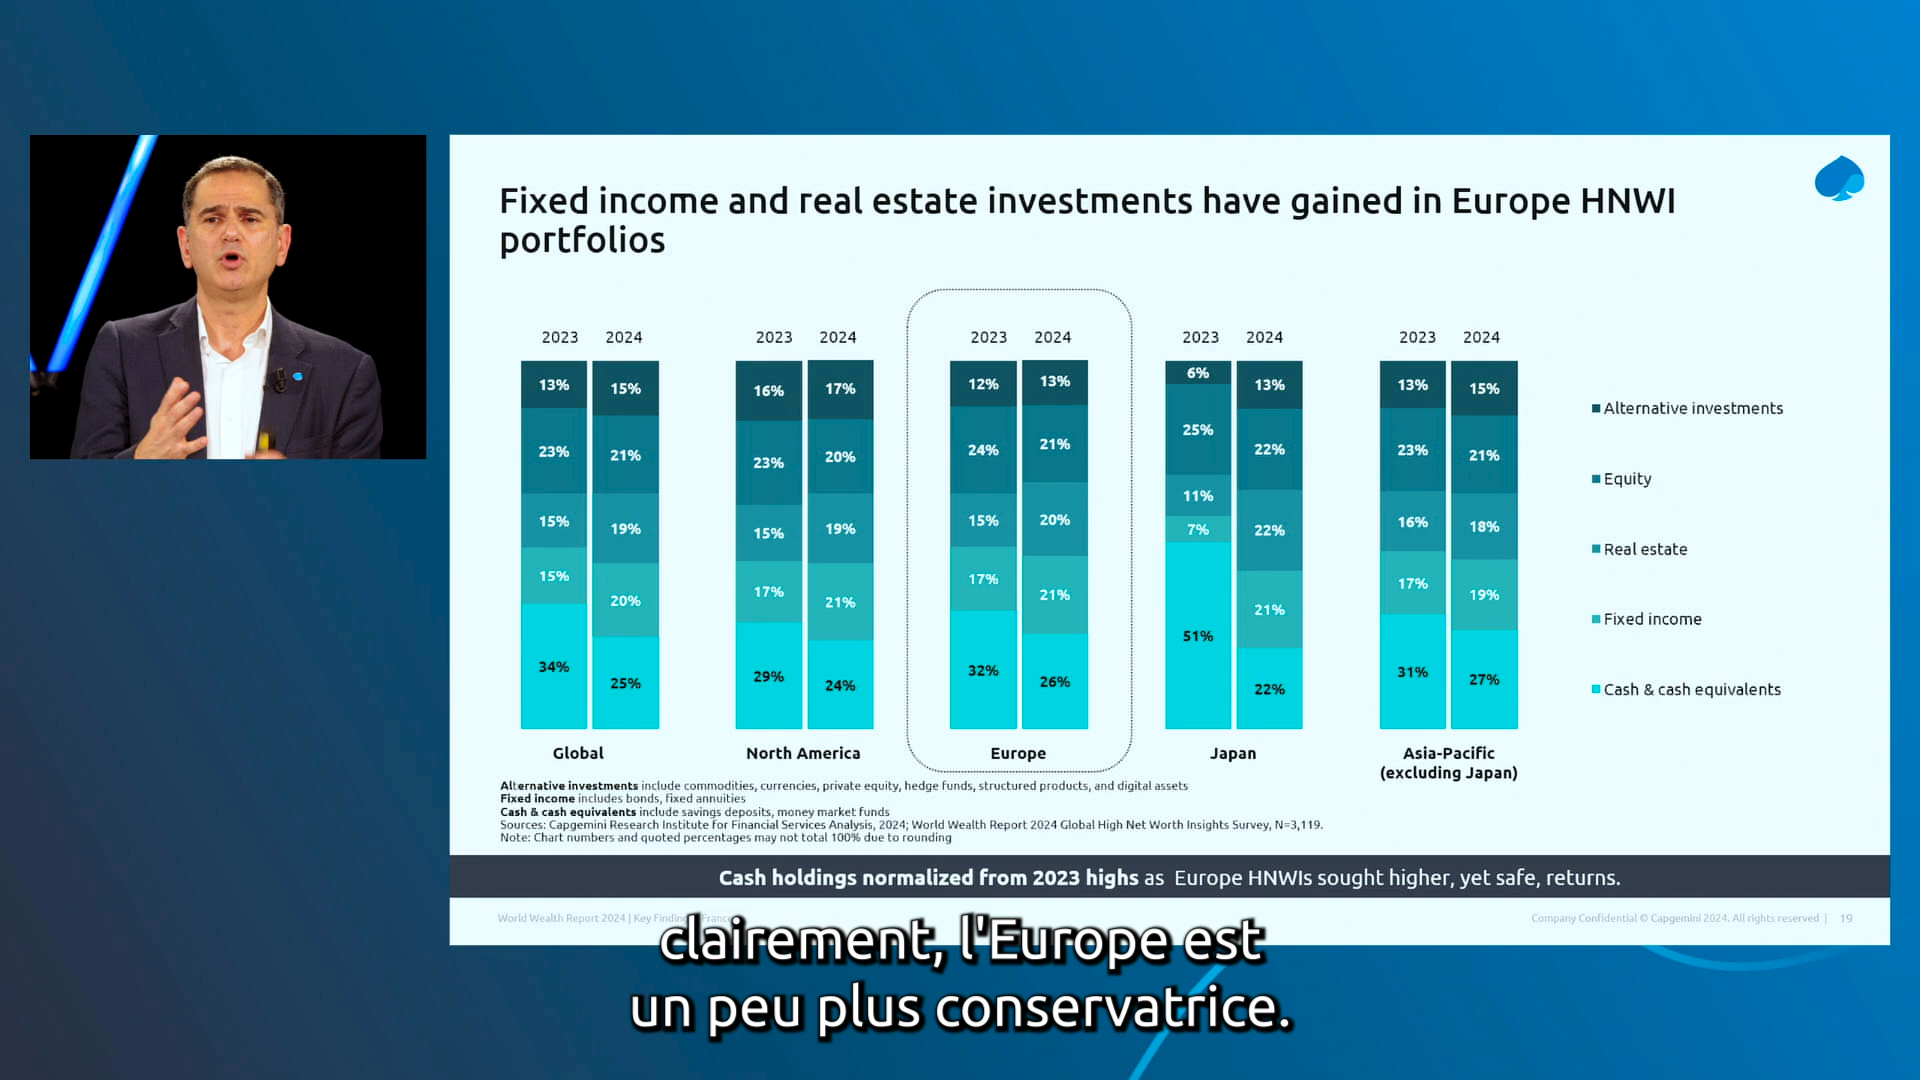 Fixed income and real estate investments have gained in Europe HNWI
portfolios
2023 2024
13% 15%
23% 21%
15% 19%
15% 20%
34% 25%
Global
2023 2024
16% 17%
23% 20%
15% 19%
17% 21%
29% 24%
North America
2023 2024
12% 13%
24% 21%
15% 20%
17% 21%
32% 26%
Europe
2023 2024
6% 13%
25% 22%
11% 22%
7% 21%
51% 22%
Japan
2023 2024
13% 15%
23% 21%
16% 18%
17% 19%
31% 27%
Asia-Pacific
(excluding Japan)
Alternative investments
Equity
Real estate
Fixed income
Cash & cash equivalents
Alternative investments include commodities, currencies, private equity, hedge funds, structured products, and digital assets
Fixed income includes bonds, fixed annuities
Cash & cash equivalents include savings deposits, money market funds
Sources: Capgemini Research Institute for Financial Services Analysis, 2024; World Wealth Report 2024 Global High Net Worth Insights Survey, N=3,119.
Note: Chart numbers and quoted percentages may not total 100% due to rounding
Cash holdings normalized from 2023 highs as Europe HNWIs sought higher, yet safe, returns.
World Wealth Report 2024 | Key Findings France
Company Confidential © Capgemini 2024. All rights reserved | 19
clairement, l'Europe est
un peu plus conservatrice.